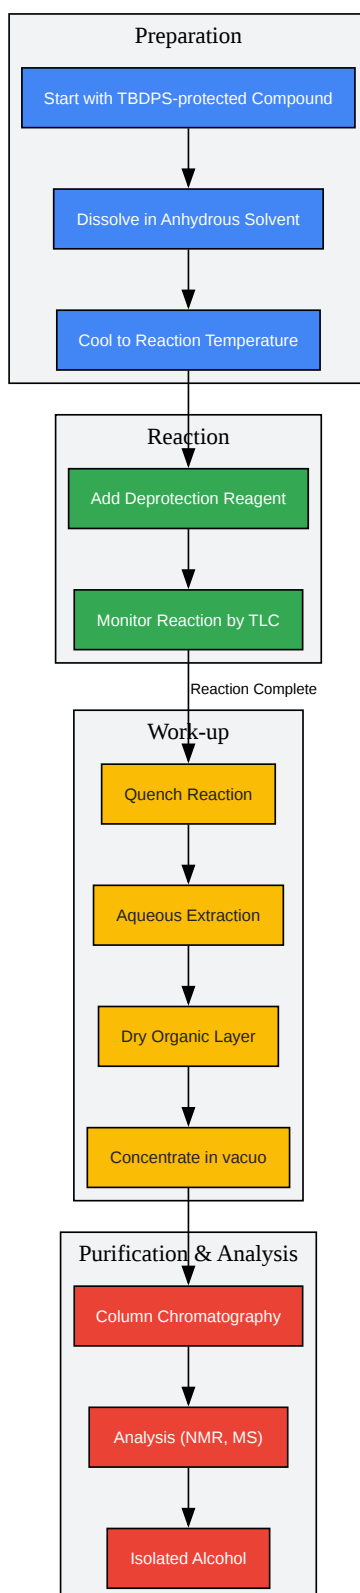 Preparation
Start with TBDPS-protected Compound
Dissolve in Anhydrous Solvent
Cool to Reaction Temperature
Reaction
Add Deprotection Reagent
Monitor Reaction by TLC
Reaction Complete
Work-up
Quench Reaction
Aqueous Extraction
Dry Organic Layer
Concentrate in vacuo
Purification & Analysis
Column Chromatography
Analysis (NMR, MS)
Isolated Alcohol